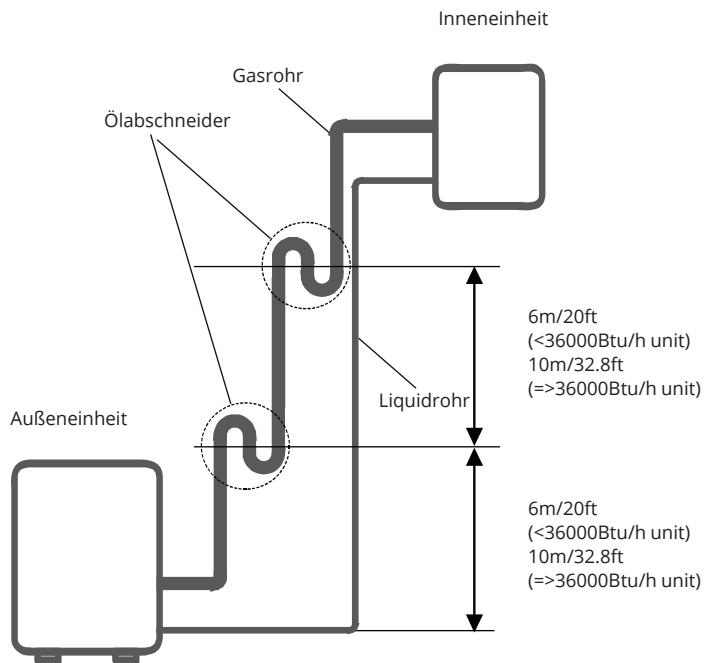 Inneneinheit
Gasrohr
Ölabschneider
6m/20ft
(<36000Btu/h unit)
10m/32.8ft
(=>36000Btu/h unit)
Liquidrohr
Außeneinheit
6m/20ft
(<36000Btu/h unit)
10m/32.8ft
(=>36000Btu/h unit)